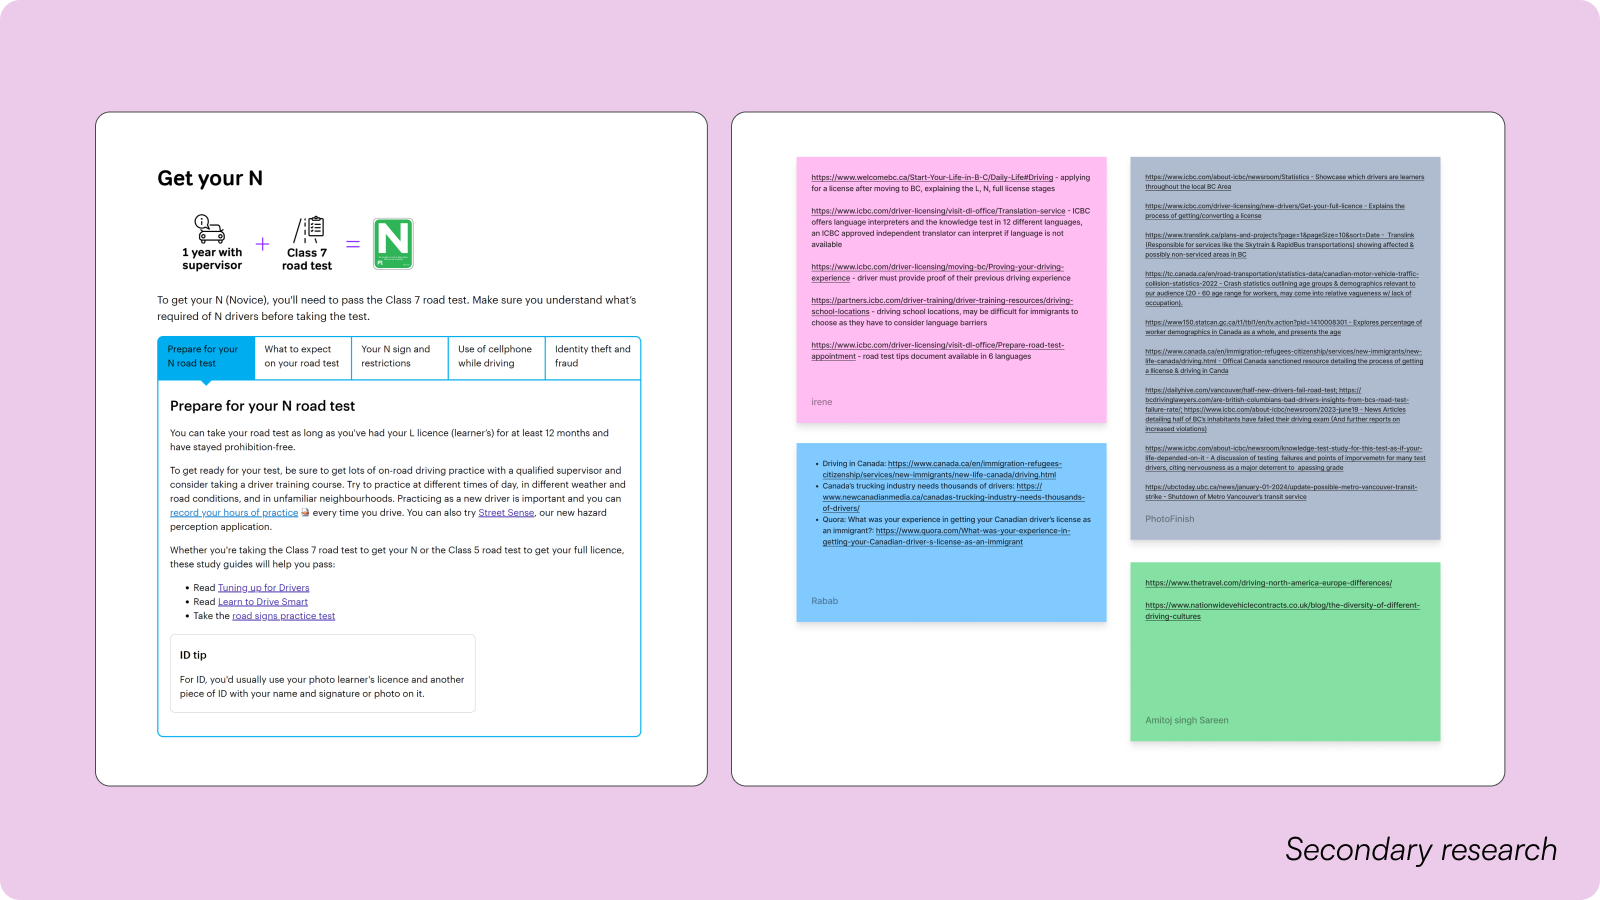 Get your N
1 year with
supervisor
+
Class 7
road test
=
N
To get your N (Novice), you'll need to pass the Class 7 road test. Make sure you understand what's
required of N drivers before taking the test.
Prepare for your
N road test
What to expect
on your road test
Your N sign and
restrictions
Use of cellphone
while driving
Identity theft and
fraud
Prepare for your N road test
You can take your road test as long as you've had your L licence (learner's) for at least 12 months and
have stayed prohibition-free.
To get ready for your test, be sure to get lots of on-road driving practice with a qualified supervisor and
consider taking a driver training course. Try to practice at different times of day, in different weather and
road conditions, and in unfamiliar neighbourhoods. Practicing as a new driver is important and you can
record your hours of practice every time you drive. You can also try Street Sense, our new hazard
perception application.
Whether you're taking the Class 7 road test to get your N or the Class 5 road test to get your full licence,
these study guides will help you pass:
• Read Tuning up for Drivers
• Read Learn to Drive Smart
• Take the road signs practice test
ID tip
For ID, you'd usually use your photo learner's licence and another
piece of ID with your name and signature or photo on it.
https://www.welcomebc.ca/Start-Your-Life-in-B-C/Daily-Life#Driving - applying
for a license after moving to BC, explaining the L, N, full license stages
https://www.icbc.com/driver-licensing/visit-dl-office/Translation-service - ICBC
offers language interpreters and the knowledge test in 12 different languages,
an ICBC approved independent translator can interpret if language is not
available
https://www.icbc.com/driver-licensing/moving-bc/Proving-your-driving-
experience - driver must provide proof of their previous driving experience
https://partners.icbc.com/driver-training/driver-training-resources/driving-
school-locations - driving school locations, may be difficult for immigrants to
choose as they have to consider language barriers
https://www.icbc.com/driver-licensing/visit-dl-office/Prepare-road-test-
appointment - road test tips document available in 6 languages
irene
• Driving in Canada: https://www.canada.ca/en/immigration-refugees-
citizenship/services/new-immigrants/new-life-canada/driving.html
• Canada's trucking industry needs thousands of drivers: https://
www.newcanadianmedia.ca/canadas-trucking-industry-needs-thousands-
of-drivers/
• Quora: What was your experience in getting your Canadian driver's license as
an immigrant?: https://www.quora.com/What-was-your-experience-in-
getting-your-Canadian-driver-s-license-as-an-immigrant
Rabab
https://www.icbc.com/about-icbc/newsroom/Statistics - Showcase which drivers are learners
throughout the local BC Area
https://www.icbc.com/driver-licensing/new-drivers/Get-your-full-licence - Explains the
process of getting/converting a license
https://www.translink.ca/plans-and-projects?page=1&pageSize=10&sort=Date - Translink
(Responsible for services like the Skytrain & RapidBus transportations) showing affected &
possibly non-serviced areas in BC
https://tc.canada.ca/en/road-transportation/statistics-data/canadian-motor-vehicle-traffic-
collision-statistics-2022 - Crash statistics outlining age groups & demographics relevant to
our audience (20 - 60 age range for workers, may come into relative vagueness w/ lack of
occupation).
https://www150.statcan.gc.ca/t1/tbl1/en/tv.action?pid=1410008301 - Explores percentage of
worker demographics in Canada as a whole, and presents the age
https://www.canada.ca/en/immigration-refugees-citizenship/services/new-immigrants/new-
life-canada/driving.html - Offical Canada sanctioned resource detailing the process of getting
a license & driving in Canda
https://dailyhive.com/vancouver/half-new-drivers-fail-road-test; https://
bcdrivinglawyers.com/are-british-columbians-bad-drivers-insights-from-bcs-road-test-
failure-rate/; https://www.icbc.com/about-icbc/newsroom/2023-june19 - News Articles
detailing half of BC's inhabitants have failed their driving exam (And further reports on
increased violations)
https://www.icbc.com/about-icbc/newsroom/knowledge-test-study-for-this-test-as-if-your-
life-depended-on-it - A discussion of testing failures and points of imporvemetn for many test
drivers, citing nervousness as a major deterrent to passing grade
https://ubctoday.ubc.ca/news/january-01-2024/update-possible-metro-vancouver-transit-
strike - Shutdown of Metro Vancouver's transit service
PhotoFinish
https://www.thetravel.com/driving-north-america-europe-differences/
https://www.nationwidevehiclecontracts.co.uk/blog/the-diversity-of-different-
driving-cultures
Amitoj singh Sareen
Secondary research